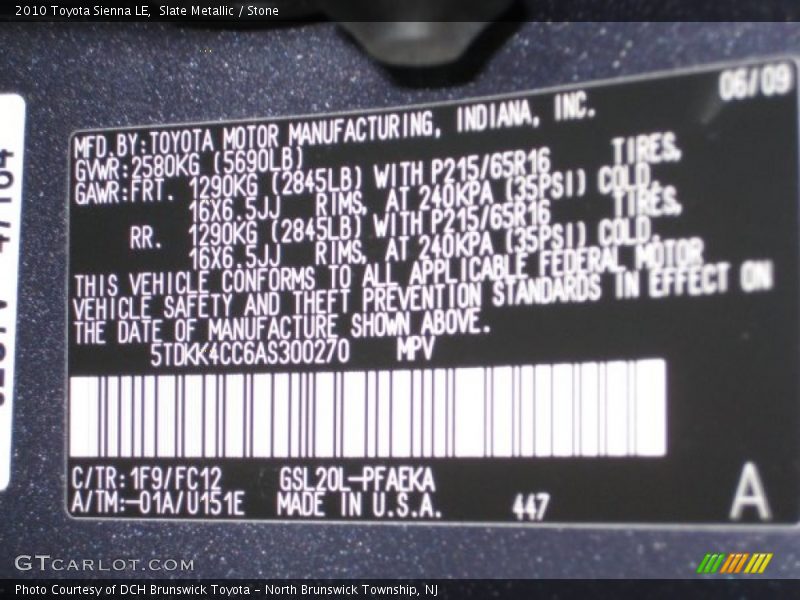 2010 Toyota Sienna LE,  Slate Metallic / Stone
06/09
MFD.BY:TOYOTA MOTOR MANUFACTURING, INDIANA, INC.
GVWR:2580KG (5690LB)
GAWR:FRT. 1290KG (2845LB) WITH P215/65R16 TIRES,
16X6.5JJ RIMS, AT 240KPA (35PSI) COLD.
RR. 1290KG (2845LB) WITH P215/65R16 TIRES,
16X6.5JJ RIMS, AT 240KPA (35PSI) COLD.
THIS VEHICLE CONFORMS TO ALL APPLICABLE FEDERAL MOTOR
VEHICLE SAFETY AND THEFT PREVENTION STANDARDS IN EFFECT ON
THE DATE OF MANUFACTURE SHOWN ABOVE.
5TDKK4CC6AS300270 MPV
C/TR:1F9/FC12 GSL20L-PFAEKA
A/TM:-01A/U151E MADE IN U.S.A. 447
A
GTCARLOT.COM
Photo Courtesy of DCH Brunswick Toyota - North Brunswick Township, NJ